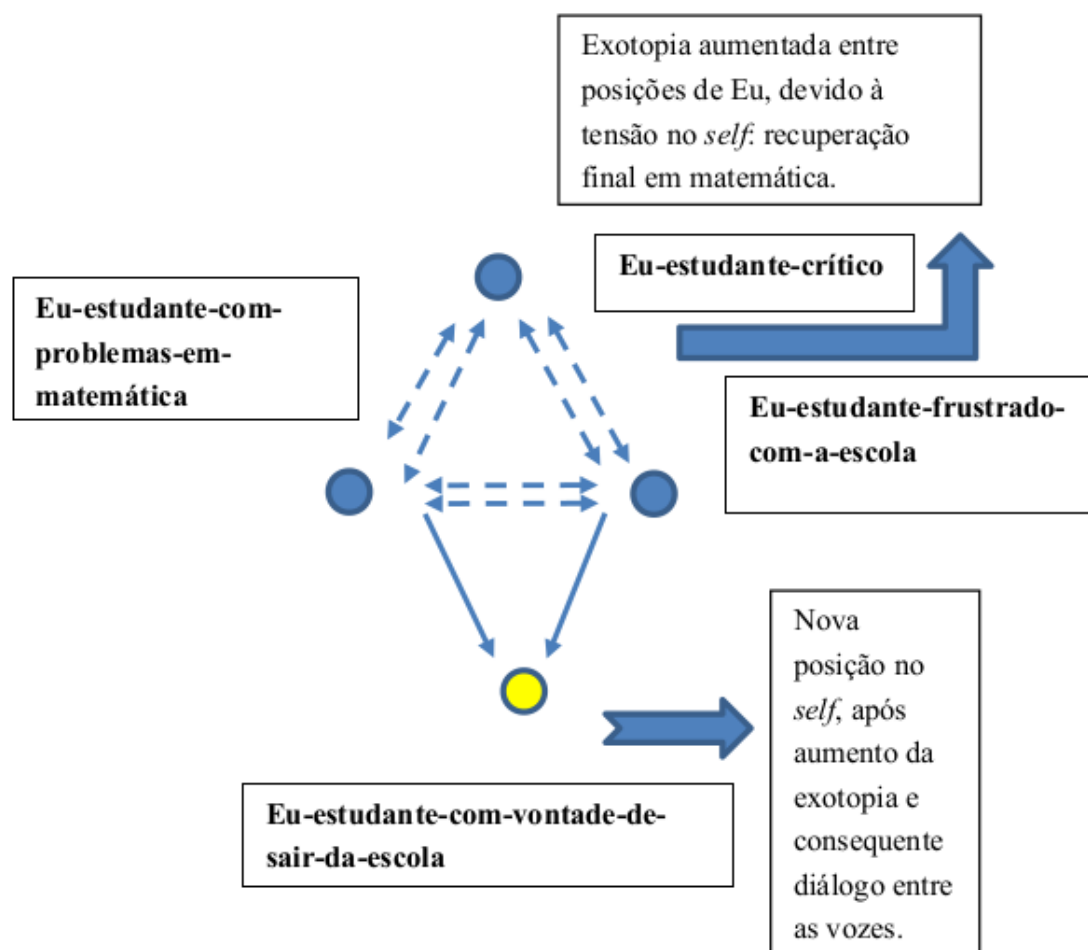 Exotopia aumentada entre
posições de Eu, devido à
tensão no self: recuperação
final em matemática.
Eu-estudante-crítico
Eu-estudante-com-
problemas-em-
matemática
Eu-estudante-frustrado-
com-a-escola
Nova
posição no
self, após
aumento da
exotopia e
consequente
diálogo entre
as vozes.
Eu-estudante-com-vontade-de-
sair-da-escola